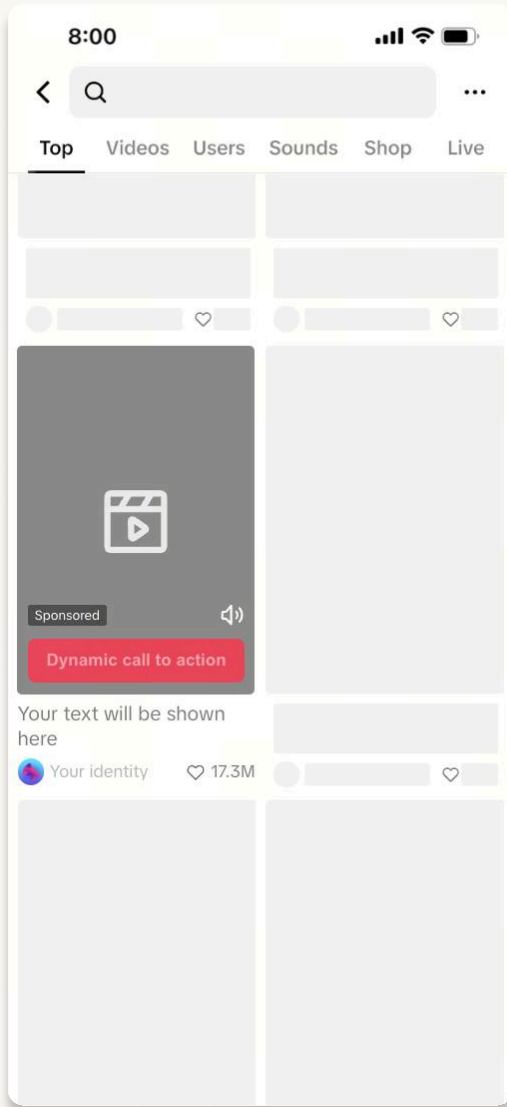 8:00
Top Videos Users Sounds Shop Live
Sponsored
Dynamic call to action
Your text will be shown
here
Your identity 17.3M